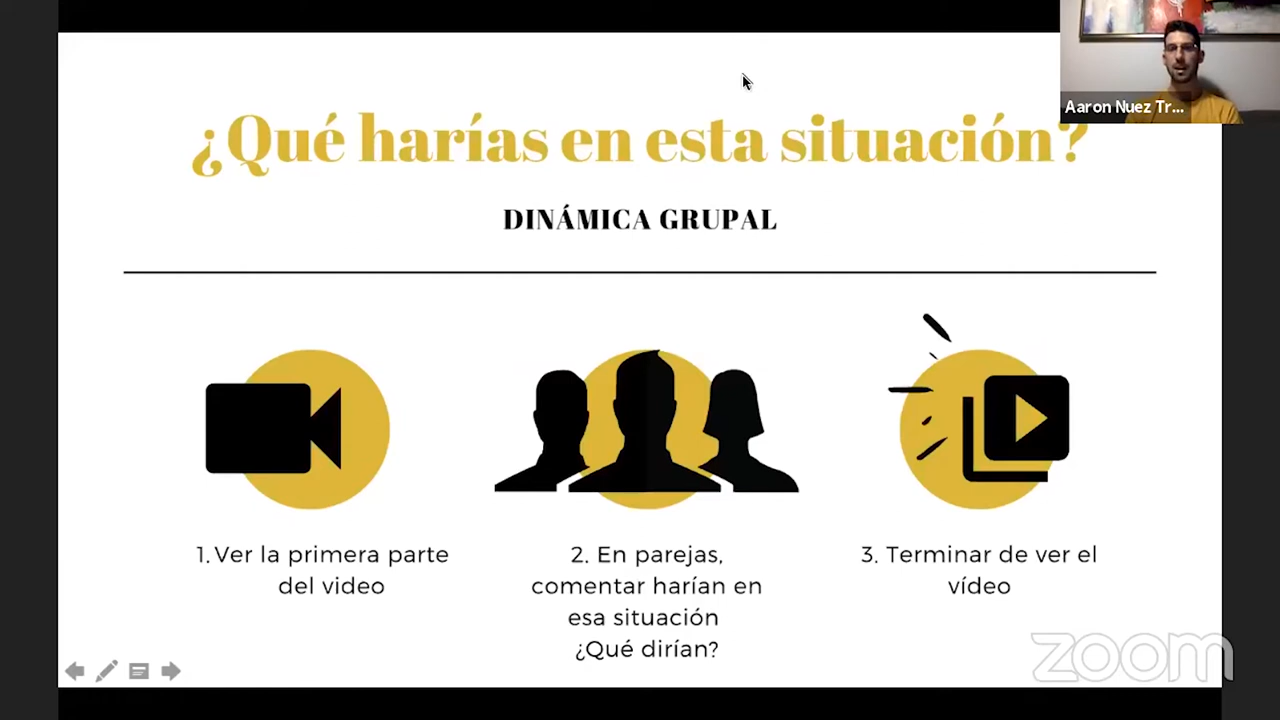 Aaron Nuez Tr...
¿Qué harías en esta situación?
DINÁMICA GRUPAL
1. Ver la primera parte
del video
2. En parejas,
comentar harían en
esa situación
¿Qué dirían?
3. Terminar de ver el
vídeo
zoom